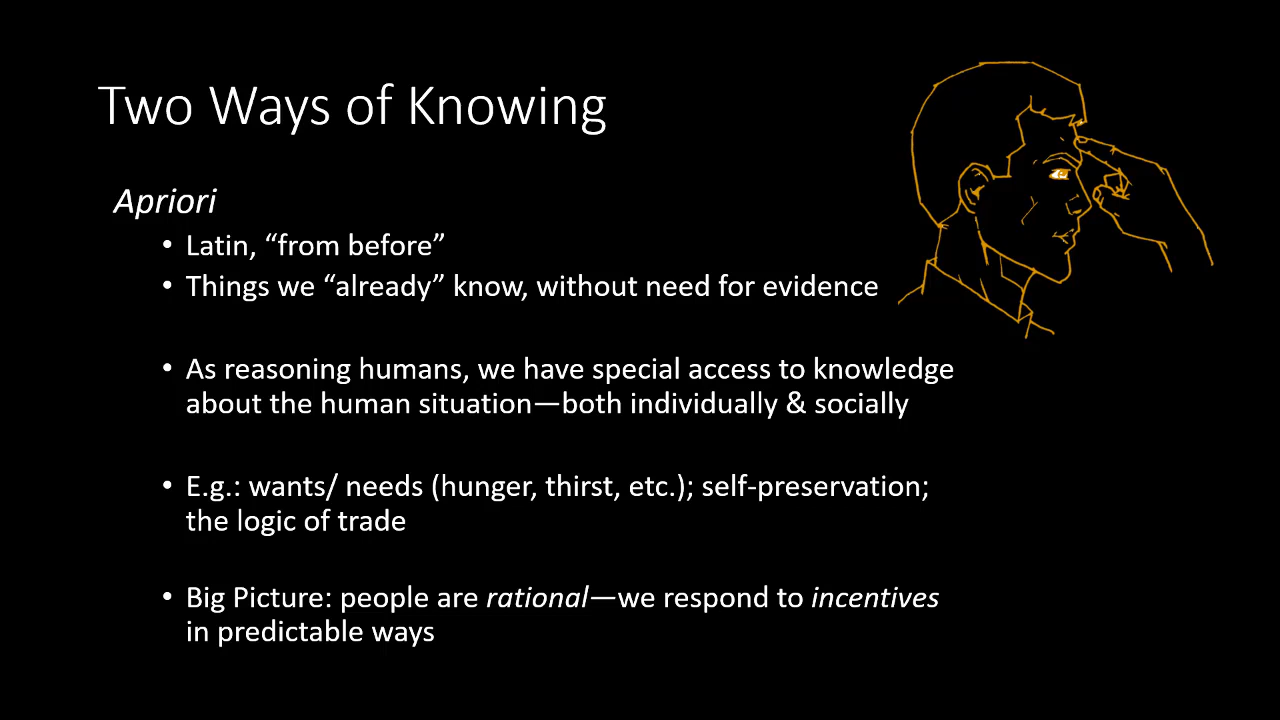 Two Ways of Knowing
Apriori
• Latin, “from before”
• Things we “already” know, without need for evidence
• As reasoning humans, we have special access to knowledge
about the human situation—both individually & socially
• E.g.: wants/ needs (hunger, thirst, etc.); self-preservation;
the logic of trade
• Big Picture: people are rational—we respond to incentives
in predictable ways